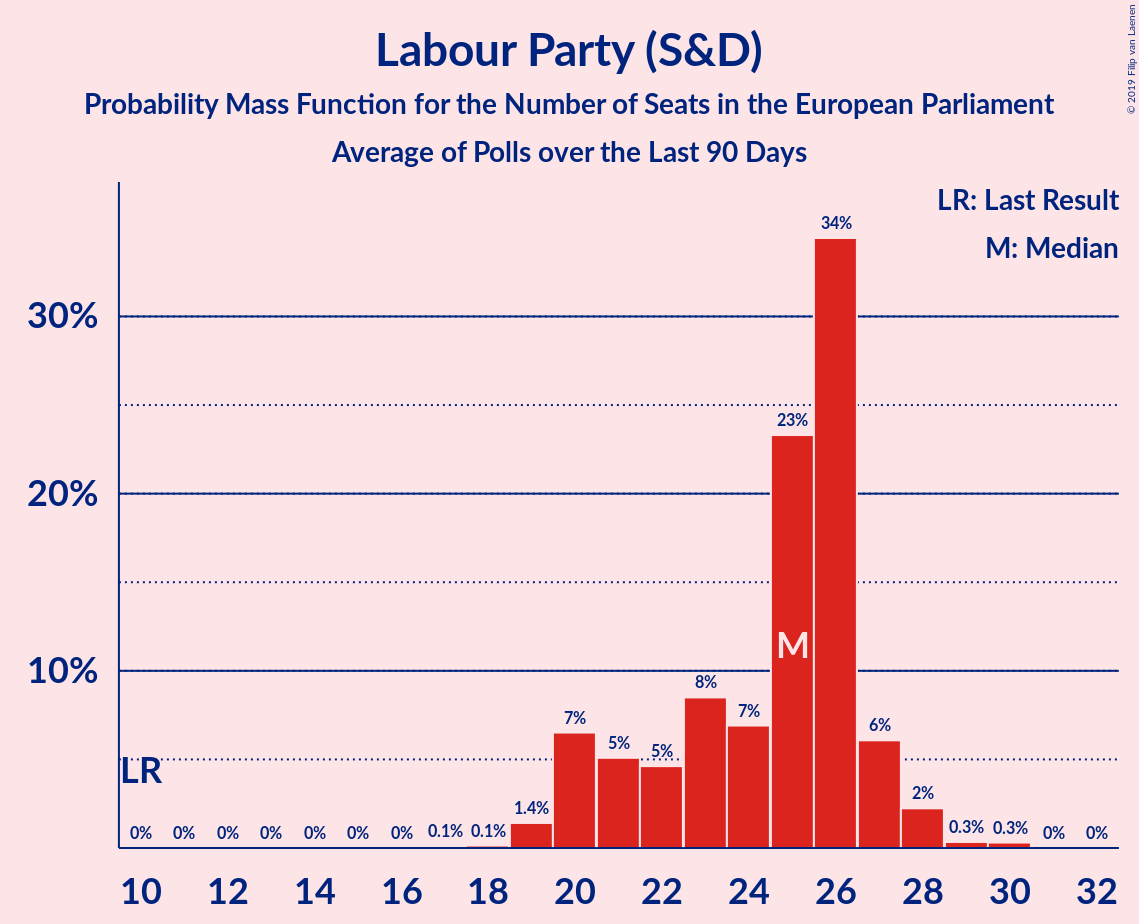 © 2019 Filip van Laenen
Labour Party (S&D)
Probability Mass Function for the Number of Seats in the European Parliament
Average of Polls over the Last 90 Days
LR: Last Result
M: Median
34%
30%
23%
20%
M
10%
8%
7%
7%
6%
5%
5%
LR
2%
1.4%
0% 0% 0% 0% 0% 0% 0% 0.1% 0.1% 0.3% 0.3% 0% 0%
10 12 14 16 18 20 22 24 26 28 30 32